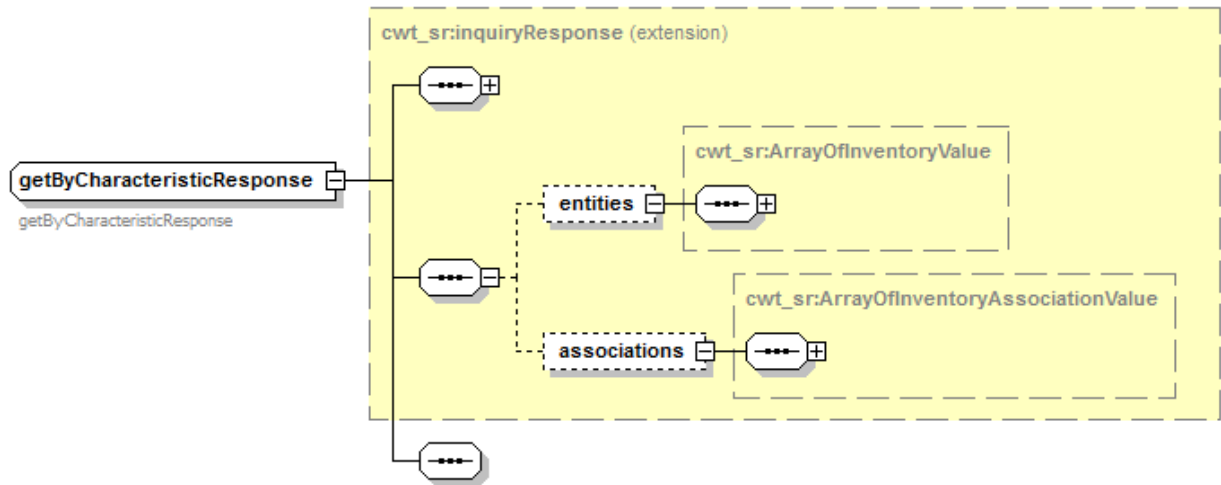 cwt_sr:inquiryResponse (extension)
cwt_sr:ArrayOfInventoryValue
getByCharacteristicResponse
entities
getByCharacteristicResponse
cwt_sr:ArrayOfInventoryAssociationValue
associations